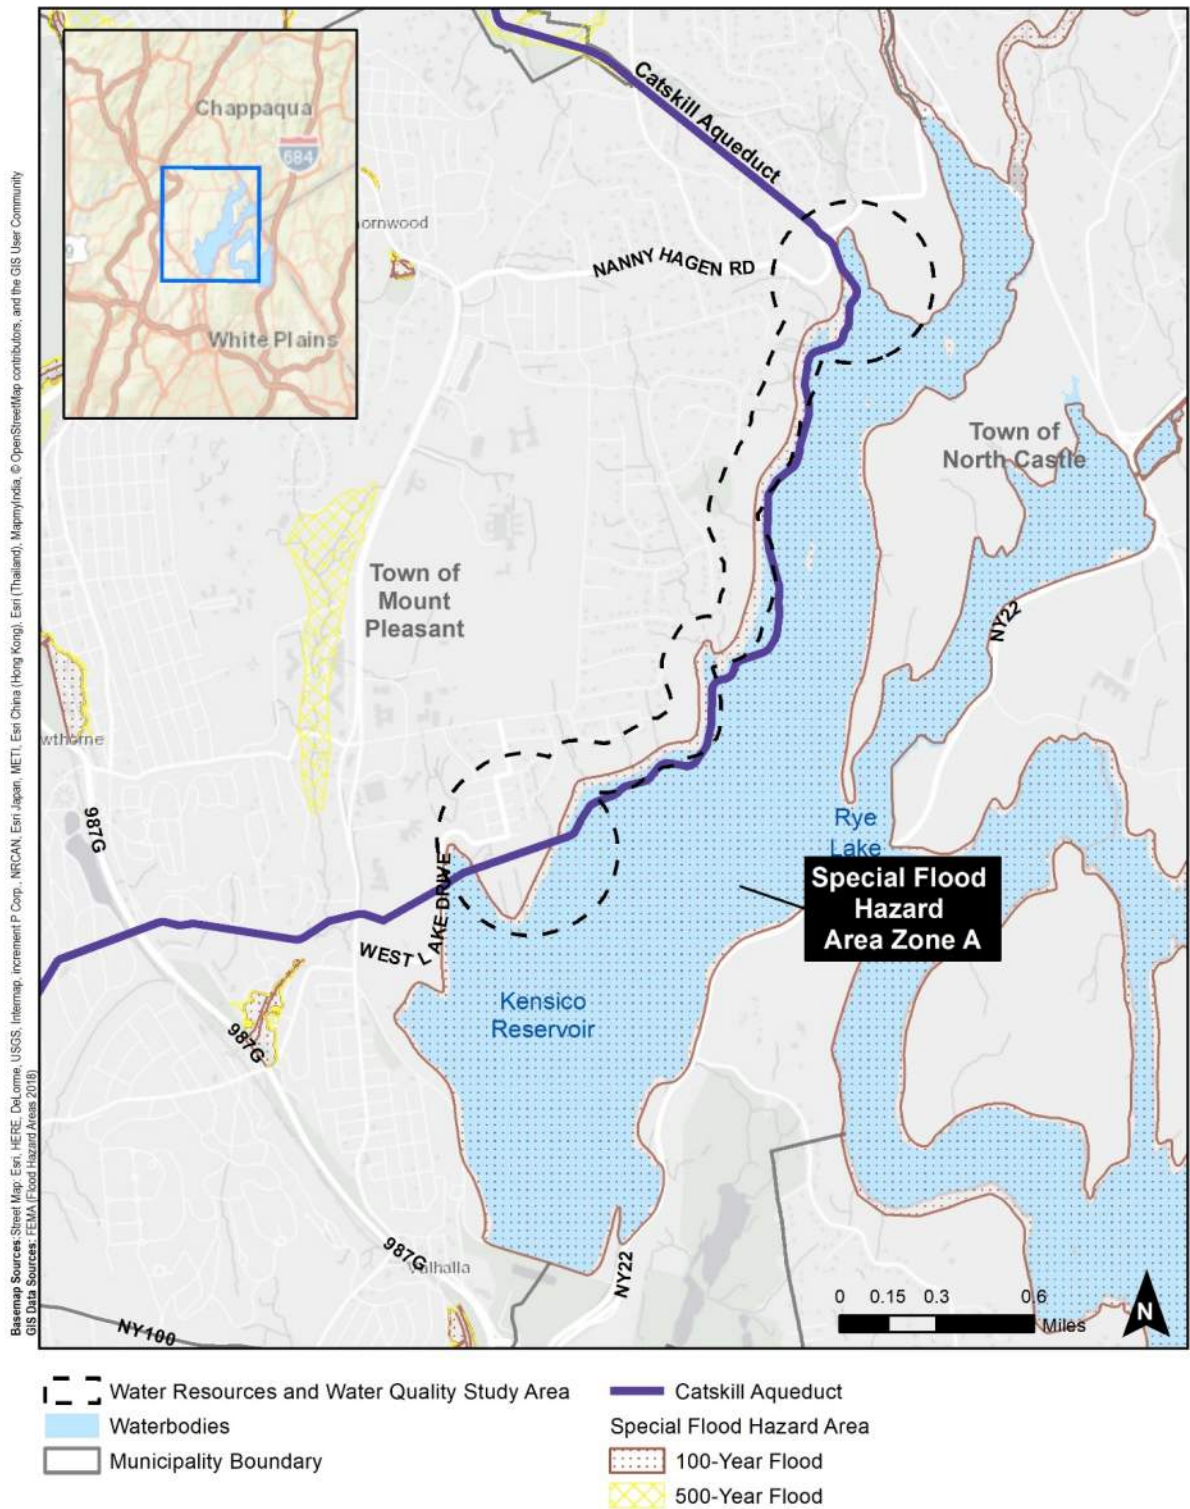 Chappaqua
684
9
White Plains
Catskill Aqueduct
ornwood
NANNY HAGEN RD
Town of
North Castle
Town of
Mount
Pleasant
NY22
wthorne
987G
Rye
Lake
Special Flood
Hazard
Area Zone A
WEST LAKE DRIVE
Kensico
Reservoir
987G
987G
Valhalla
NY22
NY100
0 0.15 0.3 0.6
Miles
N
Basemap Sources: Street Map: Esri, HERE, DeLorme, USGS, Intermap, increment P Corp., NRCAN, Esri Japan, METI, Esri China (Hong Kong), Esri (Thailand), MapmyIndia, © OpenStreetMap contributors, and the GIS User Community
GIS Data Sources: FEMA (Flood Hazard Areas 2018)
Water Resources and Water Quality Study Area
Waterbodies
Municipality Boundary
Catskill Aqueduct
Special Flood Hazard Area
100-Year Flood
500-Year Flood